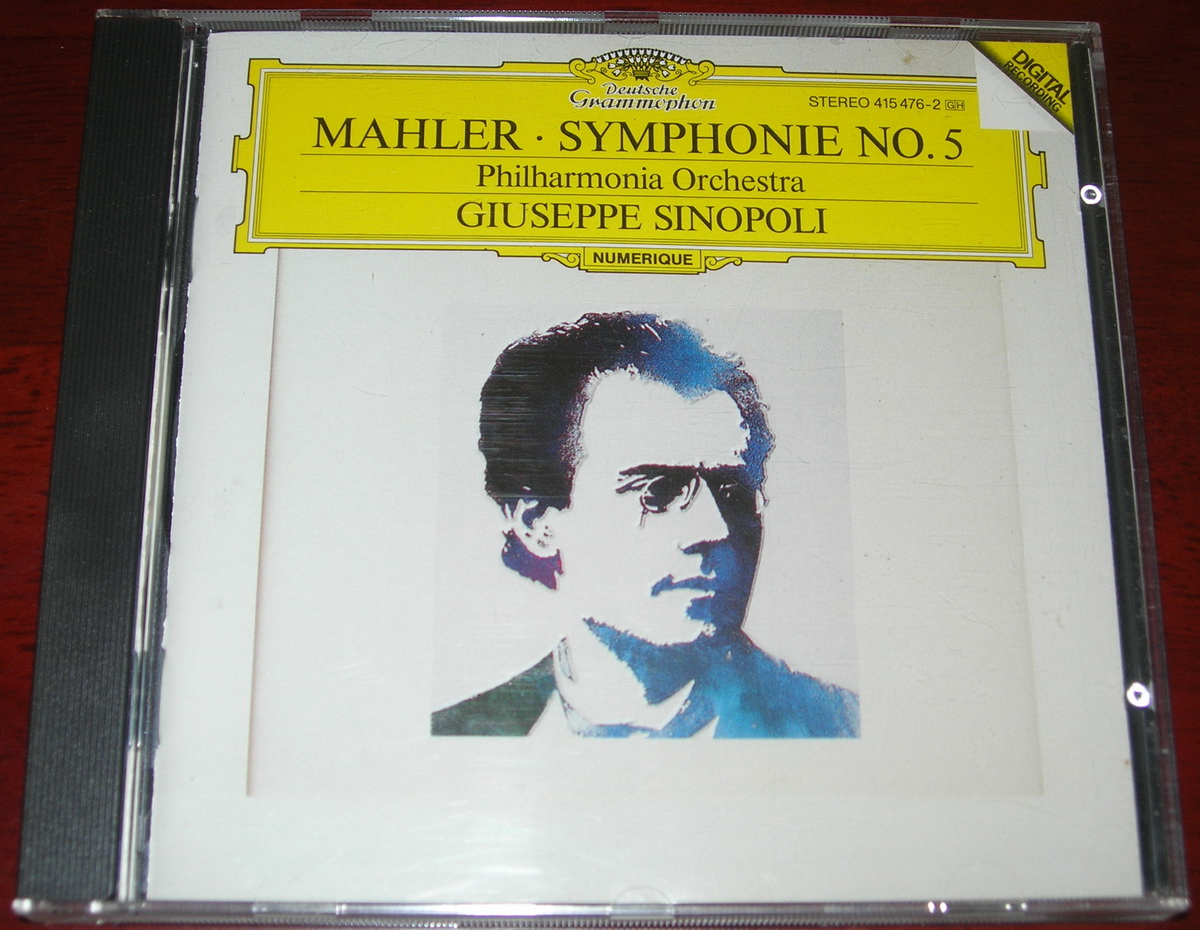 Deutsche
Grammophon
STEREO 415 476-2 GH
DIGITAL
RECORDING
MAHLER · SYMPHONIE NO. 5
Philharmonia Orchestra
GIUSEPPE SINOPOLI
NUMERIQUE